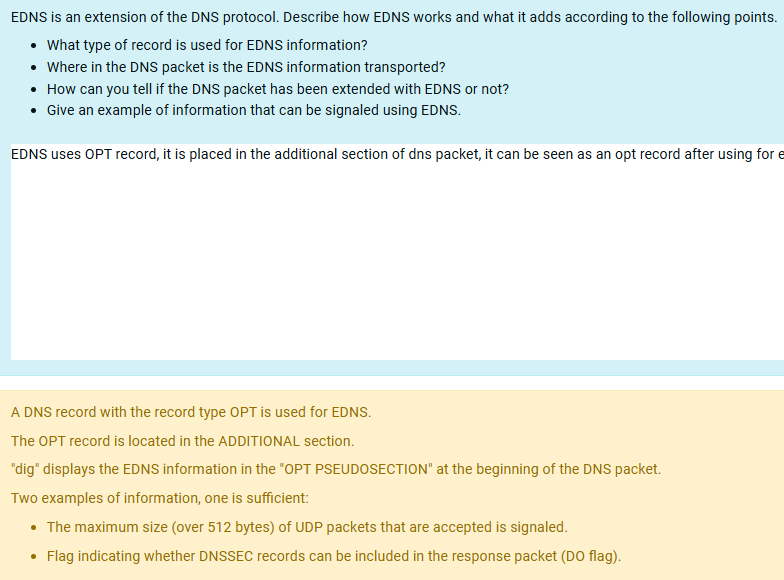 EDNS is an extension of the DNS protocol. Describe how EDNS works and what it adds according to the following points.
• What type of record is used for EDNS information?
• Where in the DNS packet is the EDNS information transported?
• How can you tell if the DNS packet has been extended with EDNS or not?
• Give an example of information that can be signaled using EDNS.
EDNS uses OPT record, it is placed in the additional section of dns packet, it can be seen as an opt record after using for e
A DNS record with the record type OPT is used for EDNS.
The OPT record is located in the ADDITIONAL section.
"dig" displays the EDNS information in the "OPT PSEUDOSECTION" at the beginning of the DNS packet.
Two examples of information, one is sufficient:
• The maximum size (over 512 bytes) of UDP packets that are accepted is signaled.
• Flag indicating whether DNSSEC records can be included in the response packet (DO flag).